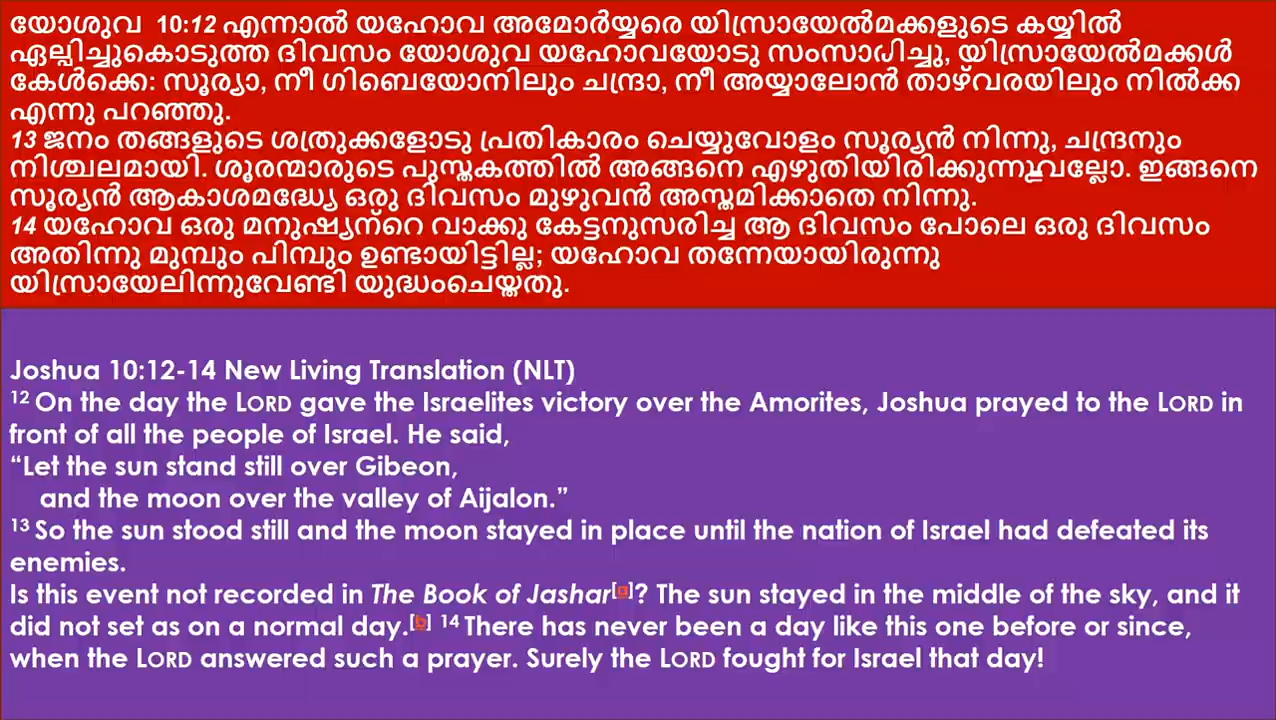 യോശുവ 10:12 എന്നാൽ യഹോവ അമോർയ്യരെ യിസ്രായേൽമക്കളുടെ കയ്യിൽ
ഏല്പിച്ചുകൊടുത്ത ദിവസം യോശുവ യഹോവയോടു സംസാരിച്ചു, യിസ്രായേൽമക്കൾ
കേൾക്കെ: സൂര്യാ, നീ ഗിബെയോനിലും ചന്ദ്രാ, നീ അയ്യാലോൻ താഴ്‌വരയിലും നിൽക്ക
എന്നു പറഞ്ഞു.
13 ജനം തങ്ങളുടെ ശത്രുക്കളോടു പ്രതികാരം ചെയ്യുവോളം സൂര്യൻ നിന്നു, ചന്ദ്രനും
നിശ്ചലമായി. ശൂരന്മാരുടെ പുസ്തകത്തിൽ അങ്ങനെ എഴുതിയിരിക്കുന്നുവല്ലോ. ഇങ്ങനെ
സൂര്യൻ ആകാശമദ്ധ്യേ ഒരു ദിവസം മുഴുവൻ അസ്തമിക്കാതെ നിന്നു.
14 യഹോവ ഒരു മനുഷ്യന്റെ വാക്കു കേട്ടനുസരിച്ച ആ ദിവസം പോലെ ഒരു ദിവസം
അതിന്നു മുമ്പും പിമ്പും ഉണ്ടായിട്ടില്ല; യഹോവ തന്നേയായിരുന്നു
യിസ്രായേലിന്നുവേണ്ടി യുദ്ധംചെയ്തതു.
Joshua 10:12-14 New Living Translation (NLT)
12 On the day the LORD gave the Israelites victory over the Amorites, Joshua prayed to the LORD in
front of all the people of Israel. He said,
“Let the sun stand still over Gibeon,
and the moon over the valley of Aijalon.”
13 So the sun stood still and the moon stayed in place until the nation of Israel had defeated its
enemies.
Is this event not recorded in The Book of Jashar[a]? The sun stayed in the middle of the sky, and it
did not set as on a normal day.[b] 14 There has never been a day like this one before or since,
when the LORD answered such a prayer. Surely the LORD fought for Israel that day!